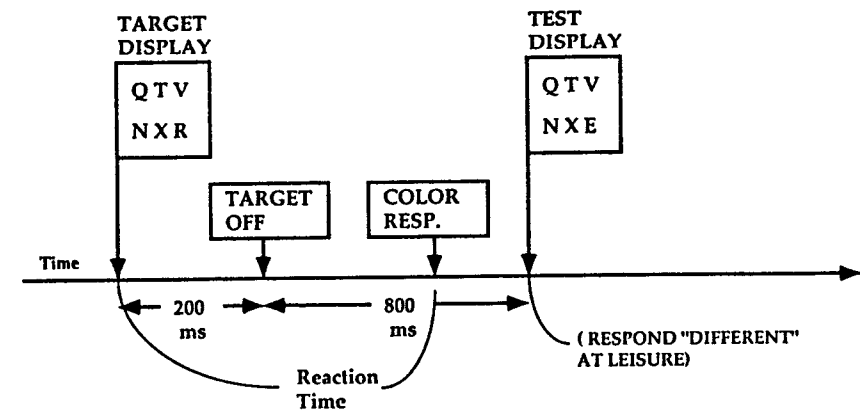 TARGET
DISPLAY
Q T V
N X R
TEST
DISPLAY
Q T V
N X E
TARGET
OFF
COLOR
RESP.
Time
200
ms
800
ms
( RESPOND "DIFFERENT"
AT LEISURE)
Reaction
Time